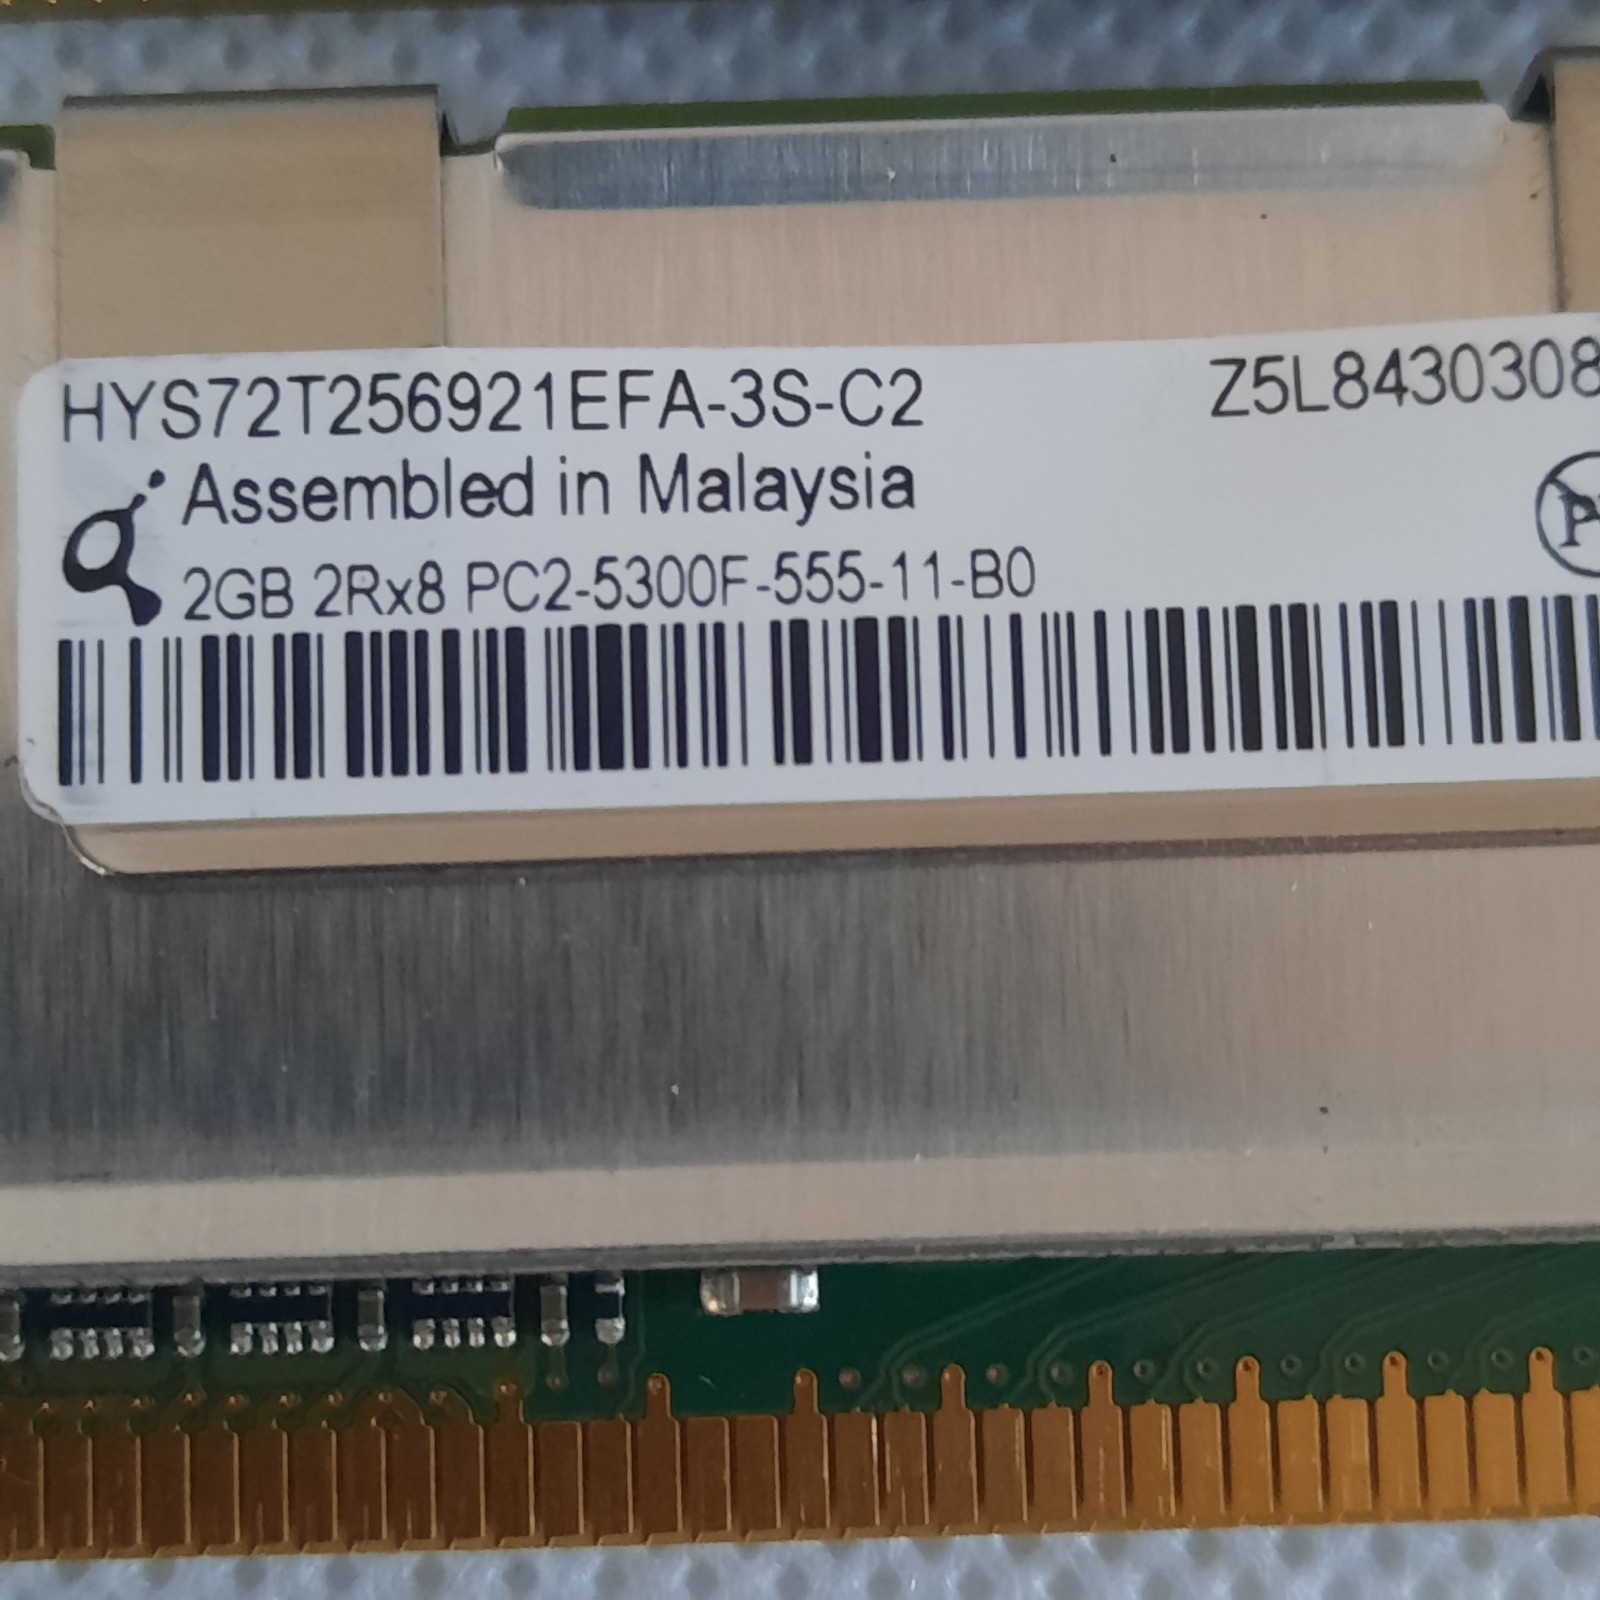 HYS72T256921EFA-3S-C2
Z5L8430308
Assembled in Malaysia
2GB 2Rx8 PC2-5300F-555-11-B0